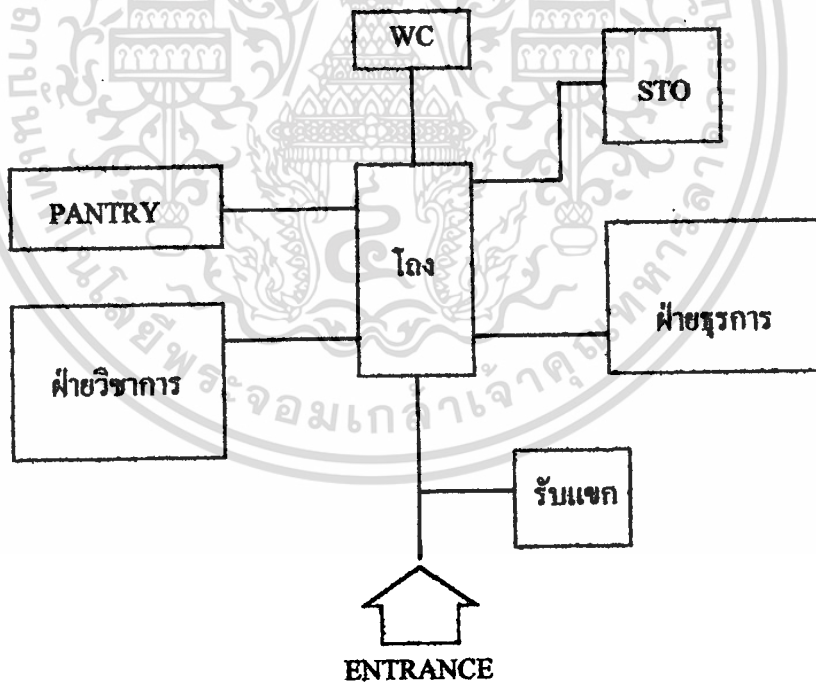 WC
STO
PANTRY
โถง
ฝ่ายธุรการ
ฝ่ายวิชาการ
รับแขก
ENTRANCE